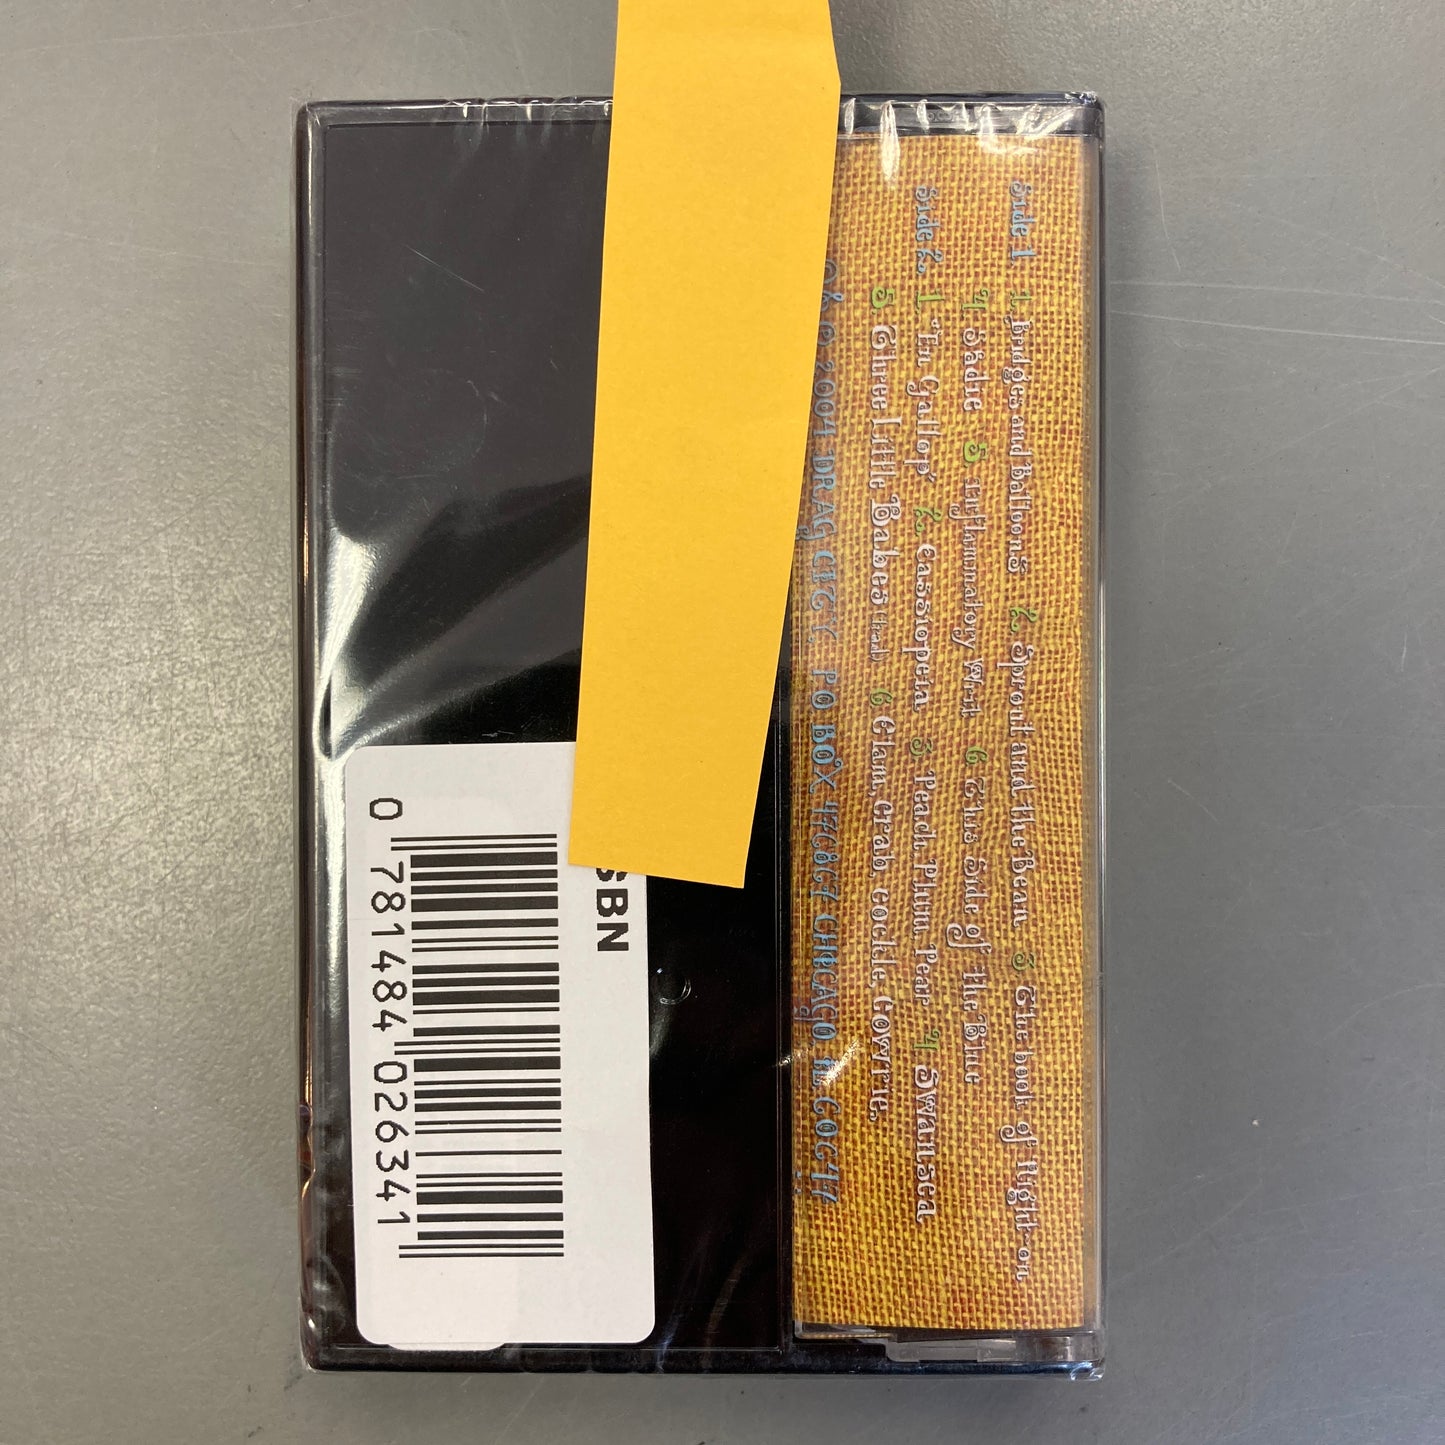 Side 1 1. Bridges and Balloons 2. Sprout and the Bean 3 The book of Right-on
4 Sadie 5 Inflammatory Writ 6 This Side of the Blue
Side 2 1. "En Gallop" 2. Cassiopeia 3 Peach, Plum, Pear 4 Swansea
5 Three Little Babes (trad) 6 Clam, crab, cockle, Cowrie.
℗ & © 2004 DRAG CITY, PO BOX 476867 CHICAGO IL 60647
SBN
0 781484 026341